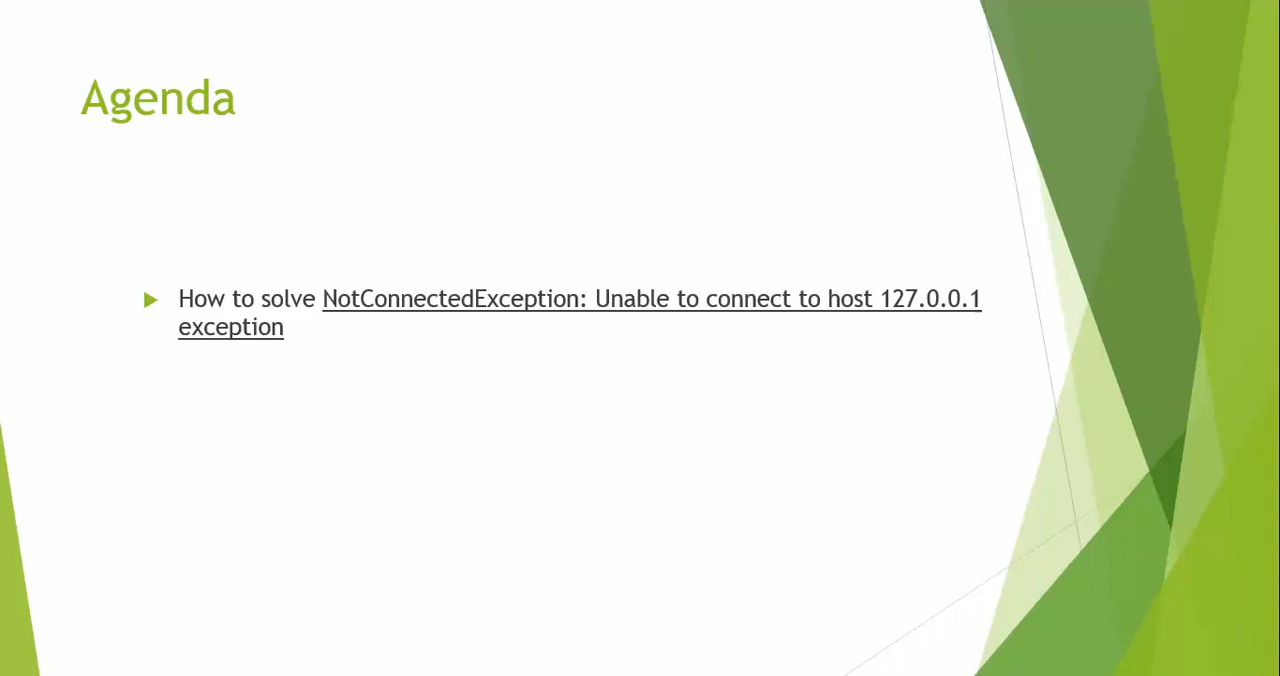 Agenda
How to solve NotConnectedException: Unable to connect to host 127.0.0.1
exception